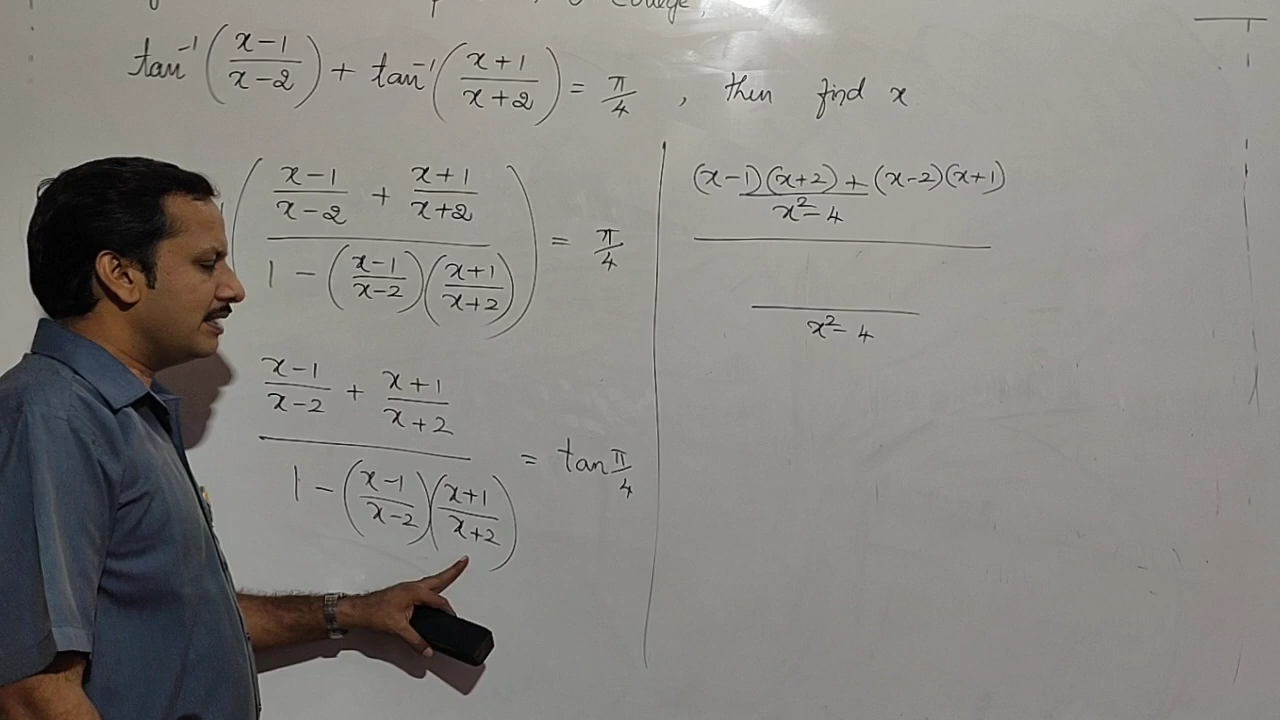 College,
tan⁻¹((x-1)/(x-2)) + tan⁻¹((x+1)/(x+2)) = π/4 , then find x
((x-1)/(x-2) + (x+1)/(x+2))/(1 - ((x-1)/(x-2))((x+1)/(x+2))) = π/4
((x-1)/(x-2) + (x+1)/(x+2))/(1 - ((x-1)/(x-2))((x+1)/(x+2))) = tan π/4
(x-1)(x+2) + (x-2)(x+1)
x²-4
x²-4